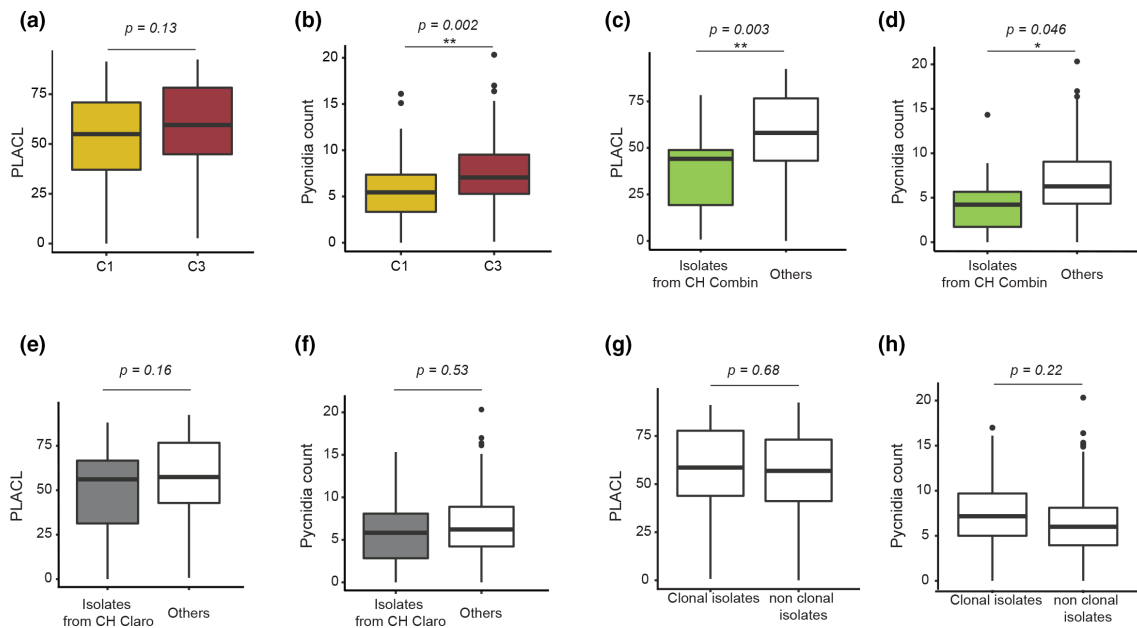 (a)
p = 0.13
PLACL
75
50
25
0
C1
C3
(b)
p = 0.002
**
Pycnidia count
20
15
10
5
0
C1
C3
(c)
p = 0.003
**
PLACL
75
50
25
0
Isolates
from CH Combin
Others
(d)
p = 0.046
*
Pycnidia count
20
15
10
5
0
Isolates
from CH Combin
Others
(e)
p = 0.16
PLACL
75
50
25
0
Isolates
from CH Claro
Others
(f)
p = 0.53
Pycnidia count
20
15
10
5
0
Isolates
from CH Claro
Others
(g)
p = 0.68
PLACL
75
50
25
0
Clonal isolates
non clonal
isolates
(h)
p = 0.22
Pycnidia count
20
15
10
5
0
Clonal isolates
non clonal
isolates